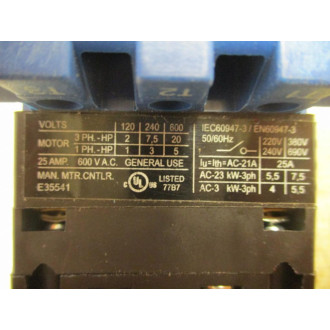 T3 T2 T1
VOLTS 120 240 600
MOTOR 3 PH.-HP 2 7,5 20
1 PH.-HP 1 3 5
25 AMP. 600 V A.C. GENERAL USE
MAN. MTR.CNTLR.
E35541
UL LISTED
77B7
IEC60947-3 / EN60947-3
50/60Hz 220V 380V
240V 690V
Iu=Ith=AC-21A 25A
AC-23 kW-3ph 5,5 7,5
AC-3 kW-3ph 4 5,5